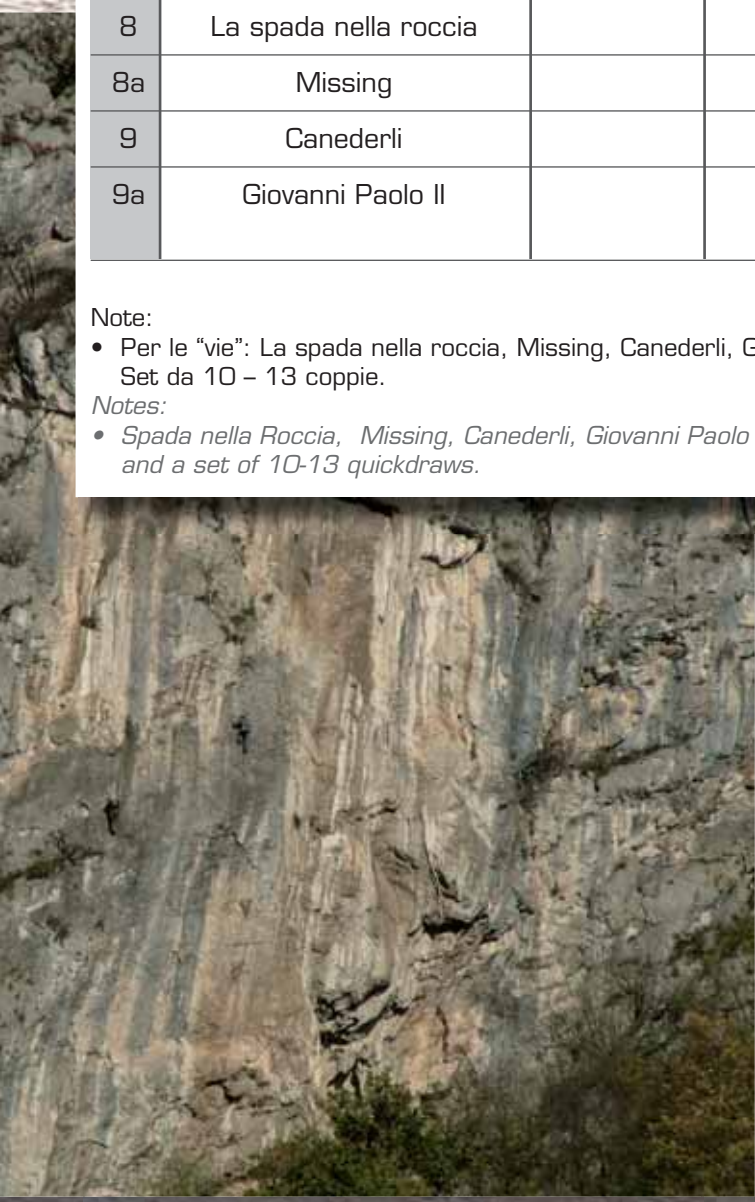 8 La spada nella roccia
8a Missing
9 Canederli
9a Giovanni Paolo II
Note:
• Per le “vie”: La spada nella roccia, Missing, Canederli, G
Set da 10 – 13 coppie.
Notes:
• Spada nella Roccia, Missing, Canederli, Giovanni Paolo
and a set of 10-13 quickdraws.